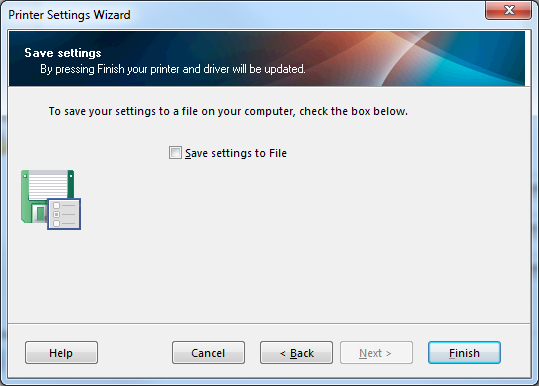 Printer Settings Wizard
Save settings
By pressing Finish your printer and driver will be updated.
To save your settings to a file on your computer, check the box below.
Save settings to File
Help
Cancel
< Back
Next >
Finish